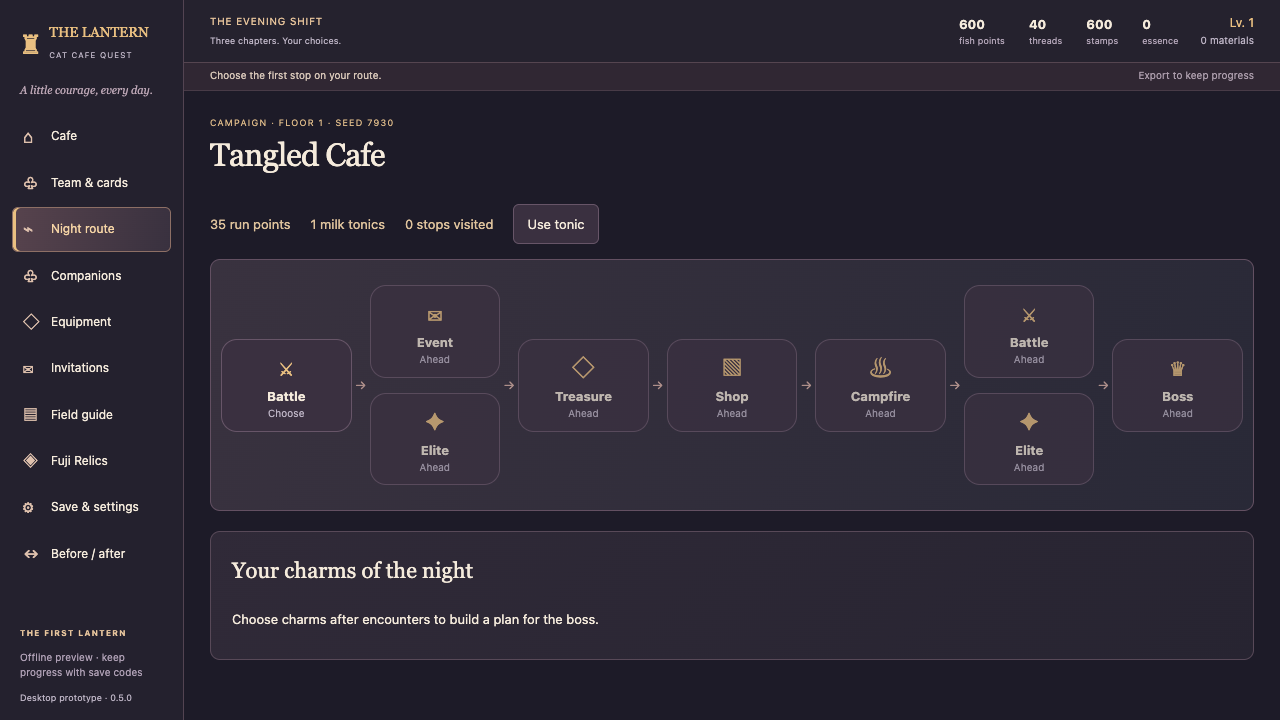 THE LANTERN
CAT CAFE QUEST
A little courage, every day.
Cafe
Team & cards
Night route
Companions
Equipment
Invitations
Field guide
Fuji Relics
Save & settings
Before / after
THE FIRST LANTERN
Offline preview · keep
progress with save codes
Desktop prototype · 0.5.0
THE EVENING SHIFT
Three chapters. Your choices.
600
fish points
40
threads
600
stamps
0
essence
Lv. 1
0 materials
Choose the first stop on your route.
Export to keep progress
CAMPAIGN · FLOOR 1 · SEED 7930
Tangled Cafe
35 run points
1 milk tonics
0 stops visited
Use tonic
Battle
Choose
→
Event
Ahead
Elite
Ahead
→
Treasure
Ahead
→
Shop
Ahead
→
Campfire
Ahead
→
Battle
Ahead
Elite
Ahead
→
Boss
Ahead
Your charms of the night
Choose charms after encounters to build a plan for the boss.